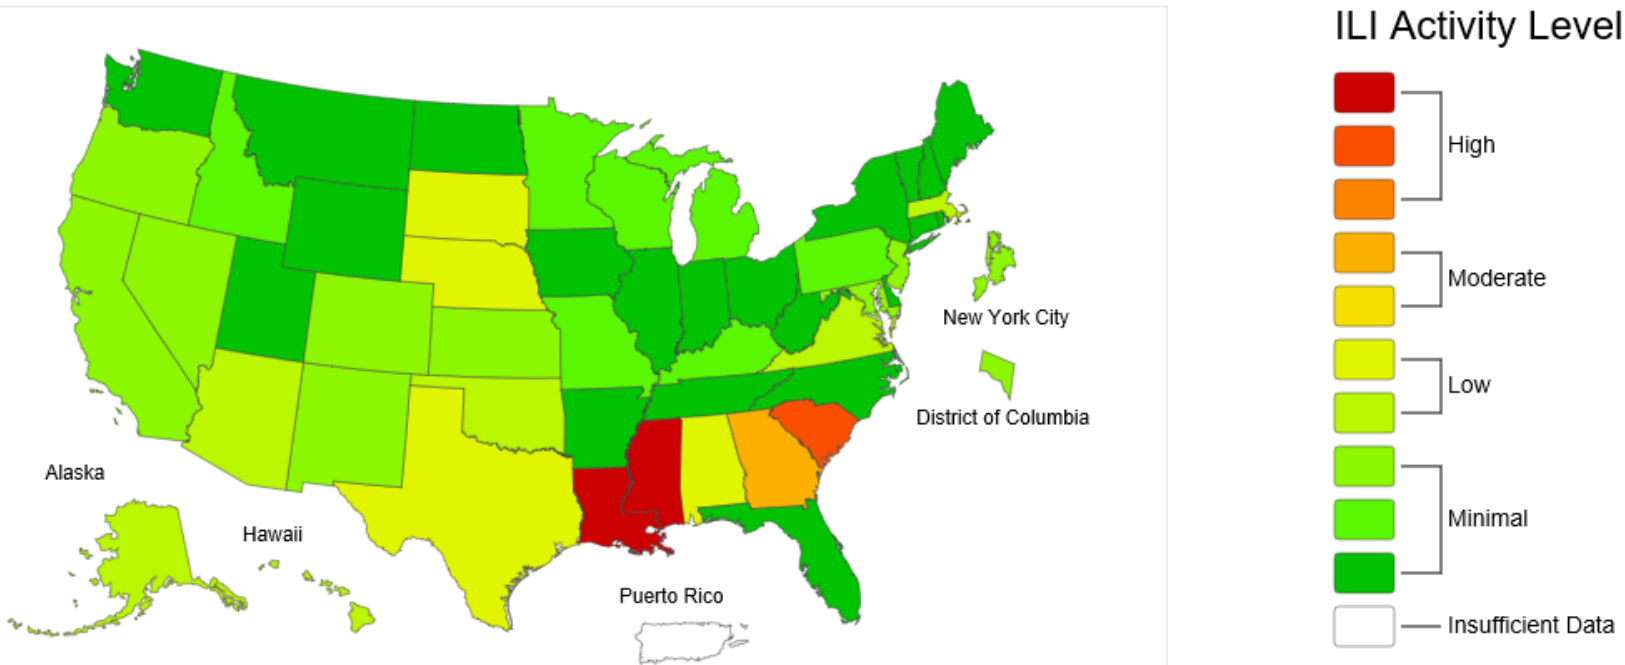 ILI Activity Level
High
Moderate
New York City
Low
District of Columbia
Alaska
Hawaii
Minimal
Puerto Rico
Insufficient Data